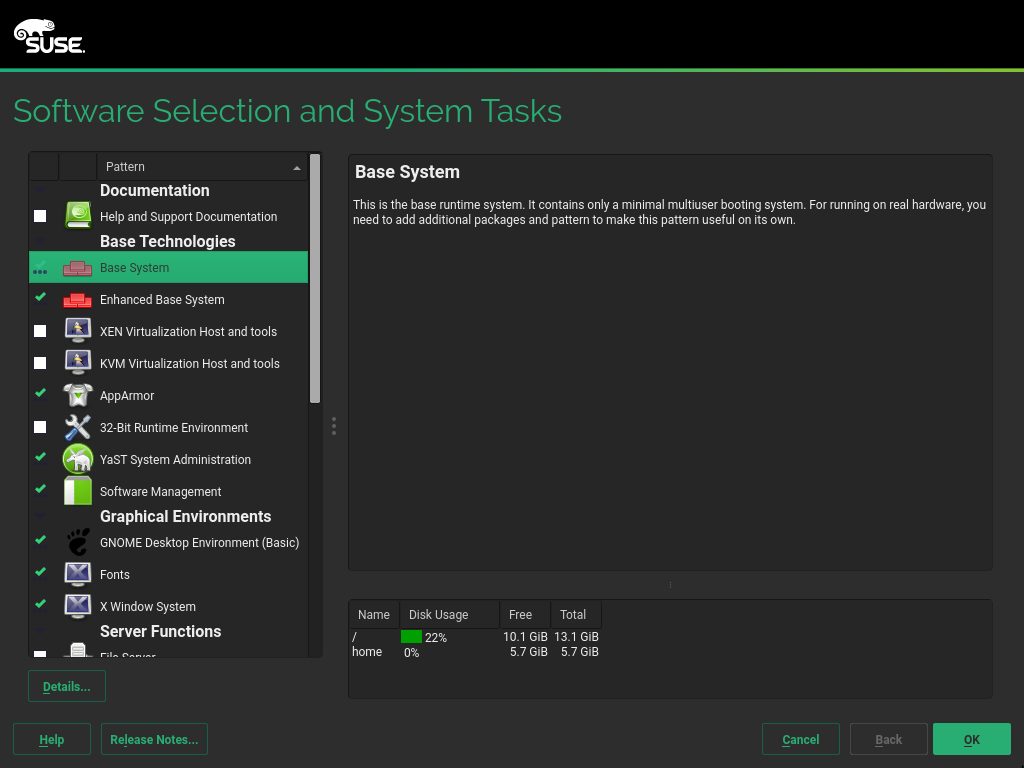 SUSE
Software Selection and System Tasks
Pattern
Documentation
Help and Support Documentation
Base Technologies
Base System
Enhanced Base System
XEN Virtualization Host and tools
KVM Virtualization Host and tools
AppArmor
32-Bit Runtime Environment
YaST System Administration
Software Management
Graphical Environments
GNOME Desktop Environment (Basic)
Fonts
X Window System
Server Functions
File Server
Details...
Base System
This is the base runtime system. It contains only a minimal multiuser booting system. For running on real hardware, you
need to add additional packages and pattern to make this pattern useful on its own.
Name Disk Usage Free Total
/ 22% 10.1 GiB 13.1 GiB
home 0% 5.7 GiB 5.7 GiB
Help Release Notes... Cancel Back OK